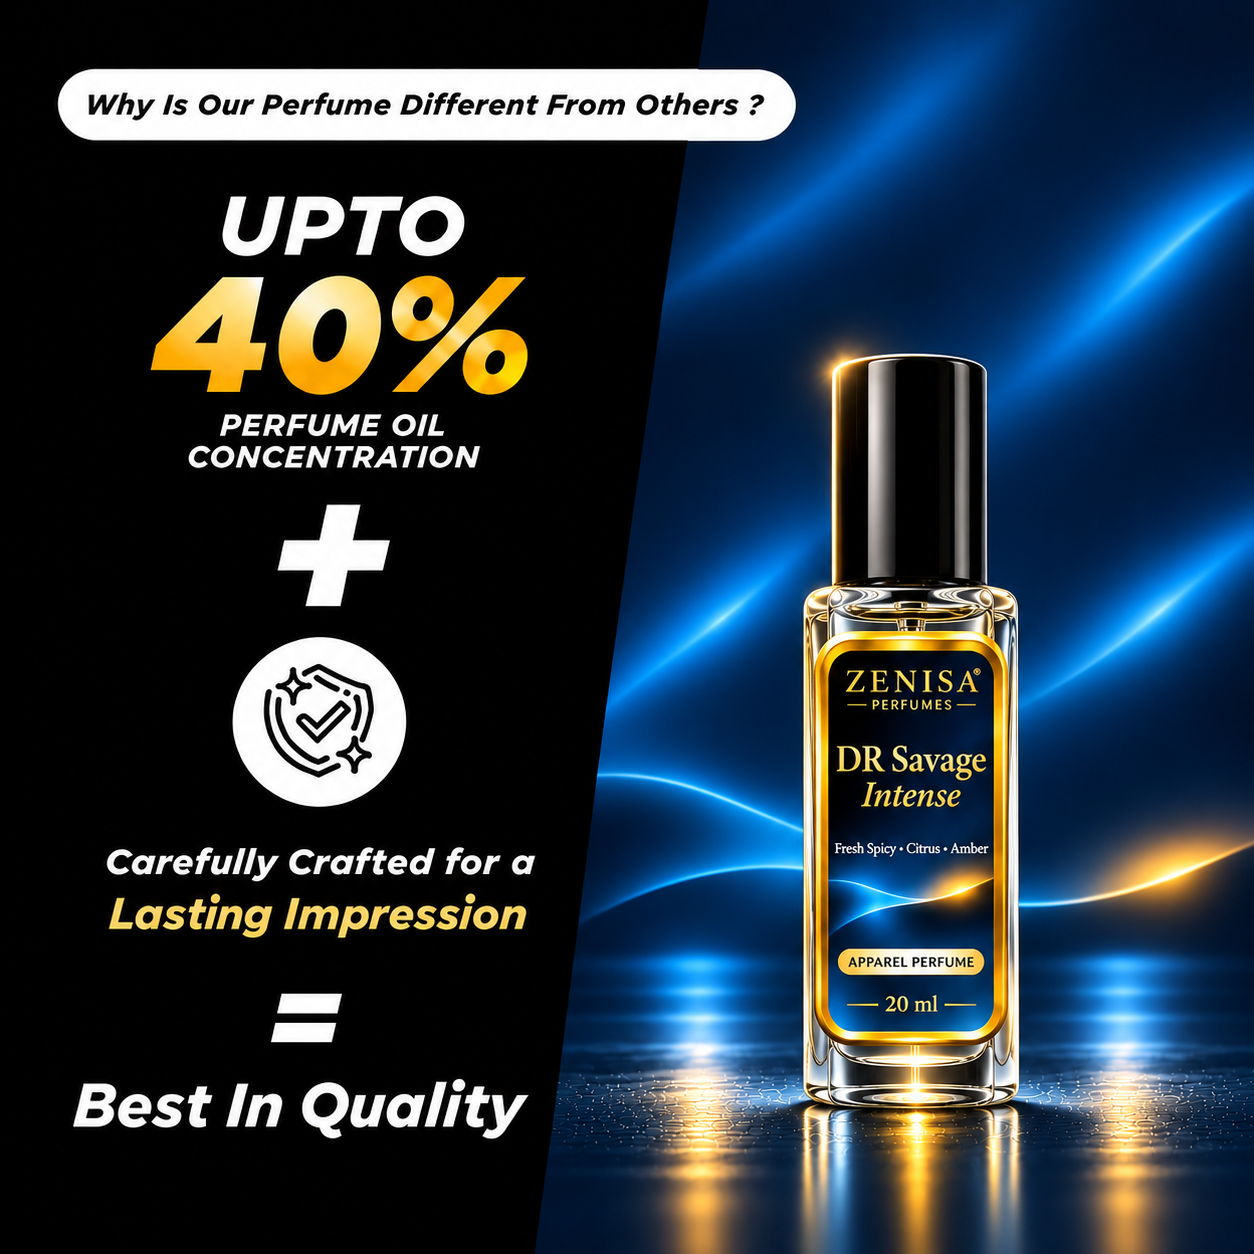 Why Is Our Perfume Different From Others ?
UPTO
40%
PERFUME OIL
CONCENTRATION
+
Carefully Crafted for a
Lasting Impression
=
Best In Quality
ZENISA®
PERFUMES
DR Savage
Intense
Fresh Spicy • Citrus • Amber
APPAREL PERFUME
20 ml